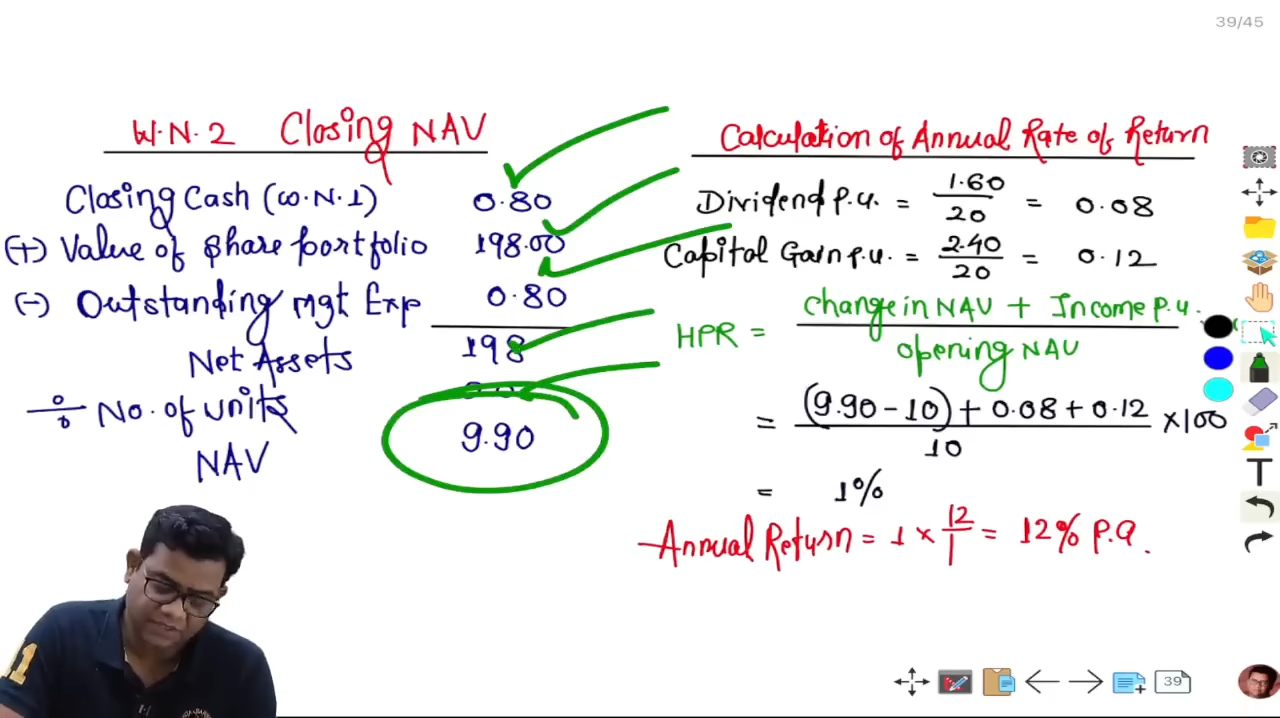 39/45
W.N.2 Closing NAV
Closing Cash (W.N.1) 0.80
(+) Value of Share portfolio 198.00
(-) Outstanding mgt Exp 0.80
Net Assets 198
÷ No. of units
NAV 9.90
Calculation of Annual Rate of Return
Dividend p.u. = 1.60/20 = 0.08
Capital Gain p.u. = 2.40/20 = 0.12
HPR = change in NAV + Income p.u.
opening NAV
= (9.90-10) + 0.08 + 0.12 ×100
10
= 1%
Annual Return = 1 × 12/1 = 12% P.a.
11
T
39